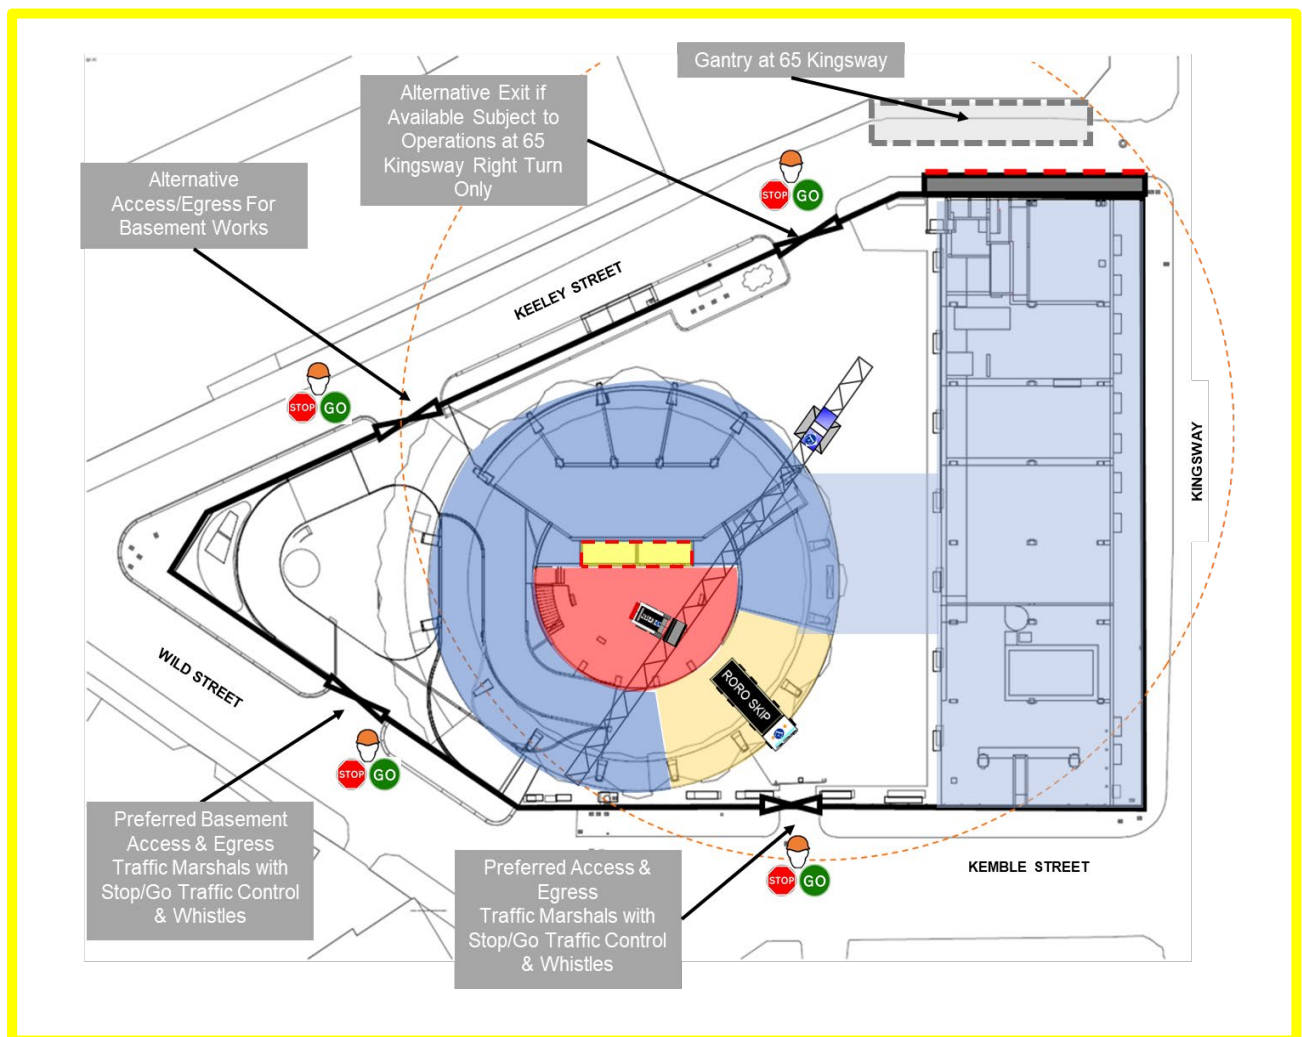 Gantry at 65 Kingsway
Alternative Exit if
Available Subject to
Operations at 65
Kingsway Right Turn
Only
Alternative
Access/Egress For
Basement Works
STOP GO
KEELEY STREET
STOP GO
KINGSWAY
RORO SKIP
WILD STREET
STOP GO
Preferred Basement
Access & Egress
Traffic Marshals with
Stop/Go Traffic Control
& Whistles
Preferred Access &
Egress
Traffic Marshals with
Stop/Go Traffic Control
& Whistles
STOP GO
KEMBLE STREET